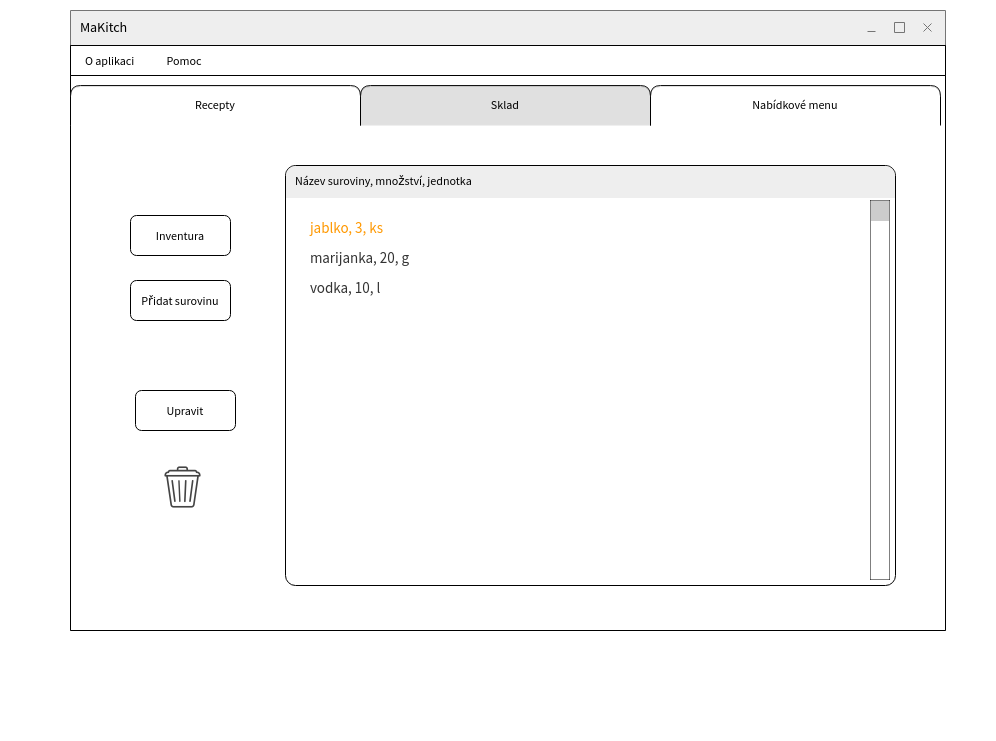 MaKitch
O aplikaci Pomoc
Recepty Sklad Nabídkové menu
Název suroviny, množství, jednotka
jablko, 3, ks
Inventura
marijanka, 20, g
vodka, 10, l
Přidat surovinu
Upravit